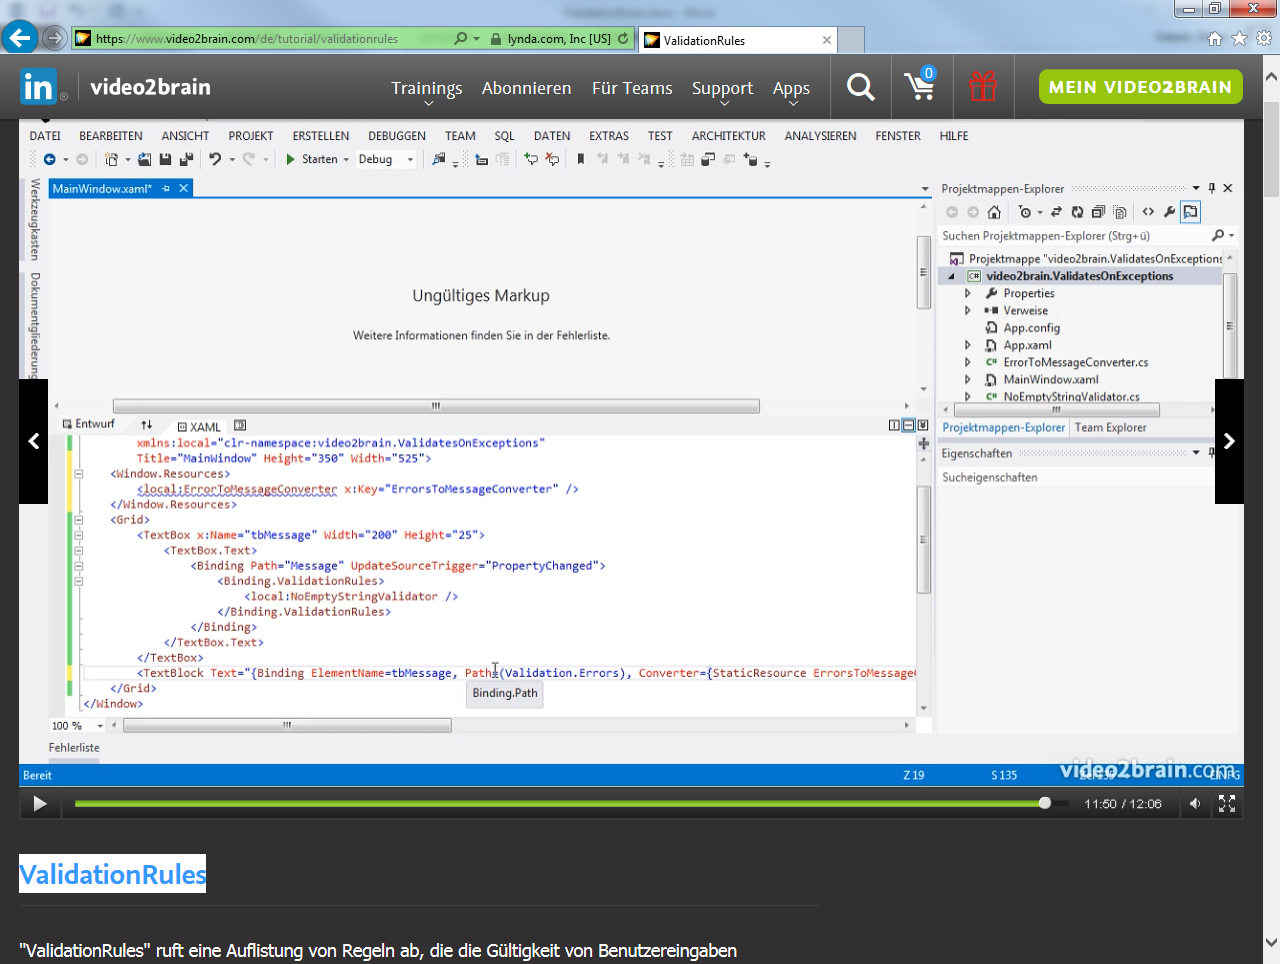 https://www.video2brain.com/de/tutorial/validationrules
lynda.com, Inc [US]
ValidationRules
in
video2brain
Trainings
Abonnieren
Für Teams
Support
Apps
0
MEIN VIDEO2BRAIN
DATEI BEARBEITEN ANSICHT PROJEKT ERSTELLEN DEBUGGEN TEAM SQL DATEN EXTRAS TEST ARCHITEKTUR ANALYSIEREN FENSTER HILFE
Starten Debug
Werkzeugkasten
Dokumentgliederung
MainWindow.xaml*
Ungültiges Markup
Weitere Informationen finden Sie in der Fehlerliste.
Entwurf
XAML
xmlns:local="clr-namespace:video2brain.ValidatesOnExceptions"
Title="MainWindow" Height="350" Width="525">
<Window.Resources>
<local:ErrorToMessageConverter x:Key="ErrorsToMessageConverter" />
</Window.Resources>
<Grid>
<TextBox x:Name="tbMessage" Width="200" Height="25">
<TextBox.Text>
<Binding Path="Message" UpdateSourceTrigger="PropertyChanged">
<Binding.ValidationRules>
<local:NoEmptyStringValidator />
</Binding.ValidationRules>
</Binding>
</TextBox.Text>
</TextBox>
<TextBlock Text="{Binding ElementName=tbMessage, Path=(Validation.Errors), Converter={StaticResource ErrorsToMessage
</Grid>
</Window>
Binding.Path
100 %
Fehlerliste
Bereit
Z 19
S 135
Projektmappen-Explorer
Suchen Projektmappen-Explorer (Strg+ü)
Projektmappe "video2brain.ValidatesOnExceptions
video2brain.ValidatesOnExceptions
Properties
Verweise
App.config
App.xaml
ErrorToMessageConverter.cs
MainWindow.xaml
NoEmptyStringValidator.cs
Projektmappen-Explorer Team Explorer
Eigenschaften
Sucheigenschaften
video2brain.com
11:50 / 12:06
ValidationRules
"ValidationRules" ruft eine Auflistung von Regeln ab, die die Gültigkeit von Benutzereingaben